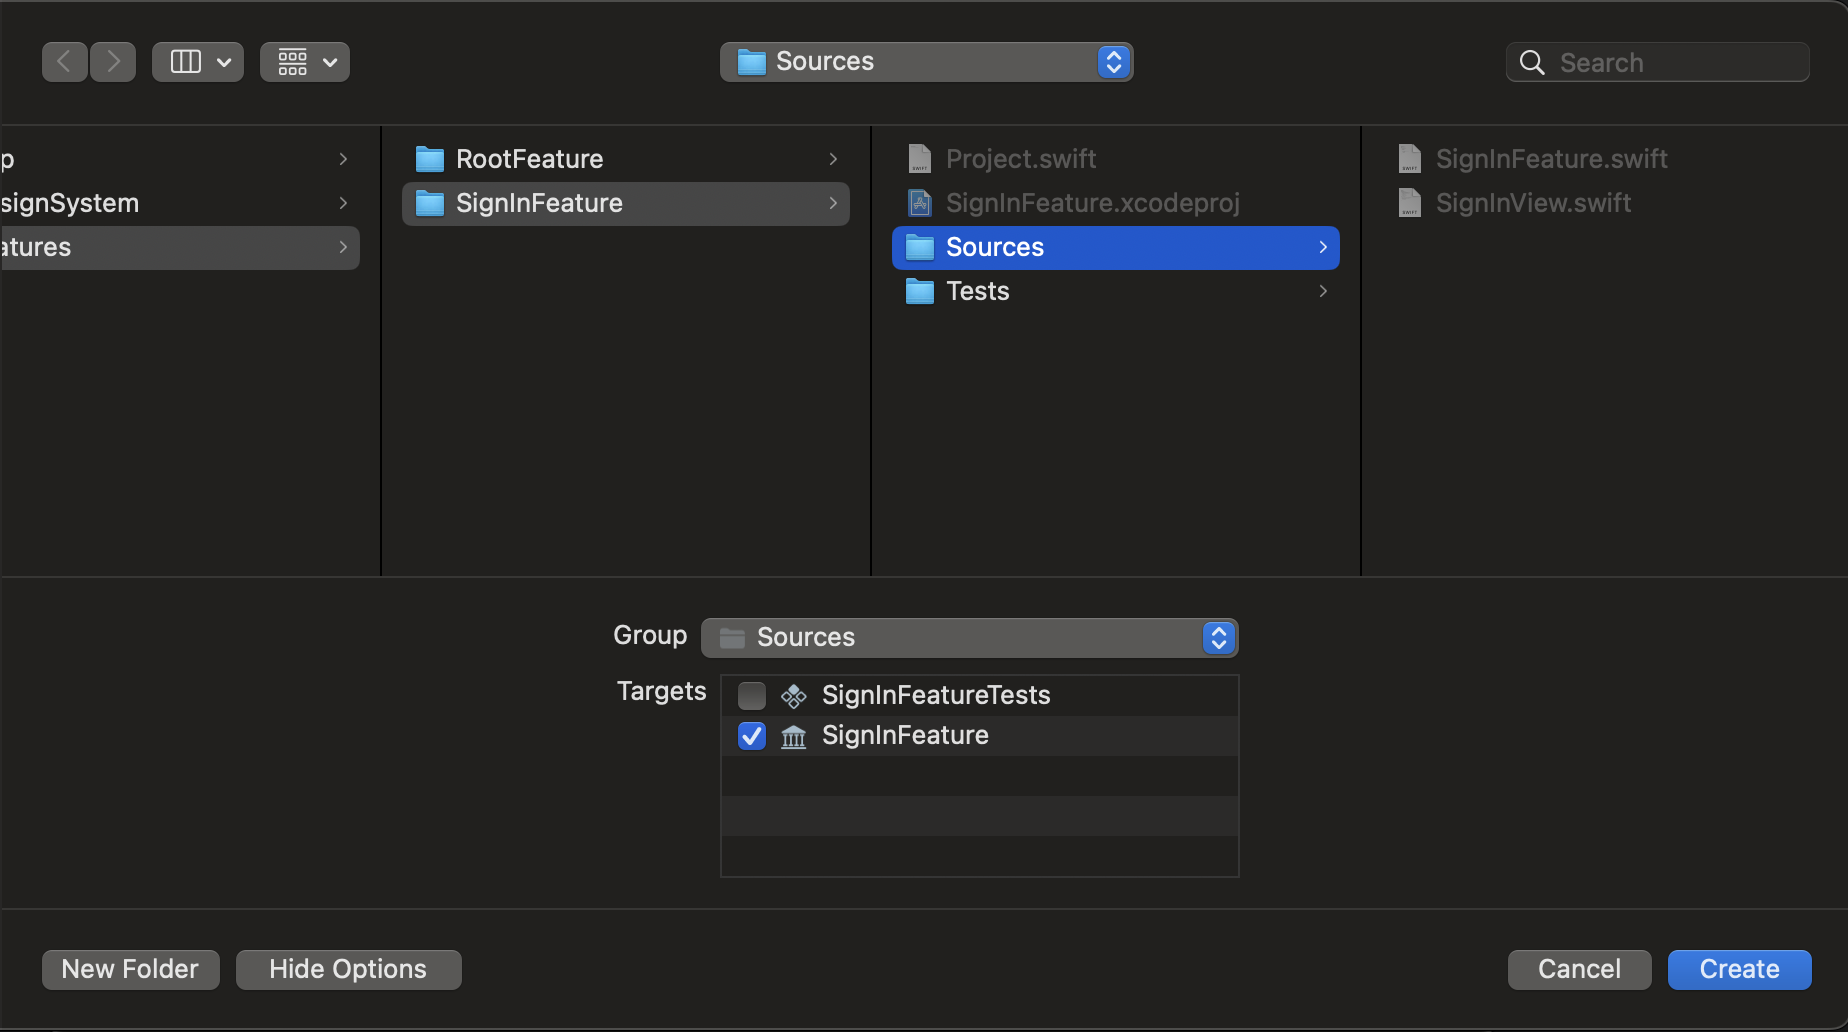 Sources
Search
p
signSystem
atures
RootFeature
SignInFeature
Project.swift
SignInFeature.xcodeproj
Sources
Tests
SignInFeature.swift
SignInView.swift
Group Sources
Targets
SignInFeatureTests
SignInFeature
New Folder Hide Options Cancel Create